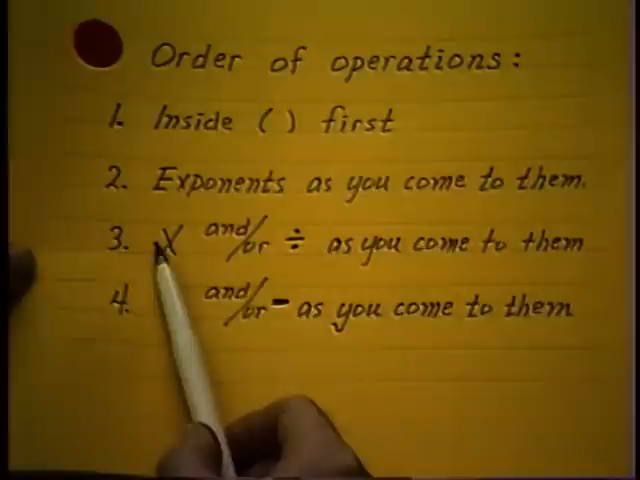 Order of operations:
1. Inside ( ) first
2. Exponents as you come to them.
3. X and/or ÷ as you come to them
4. and/or - as you come to them